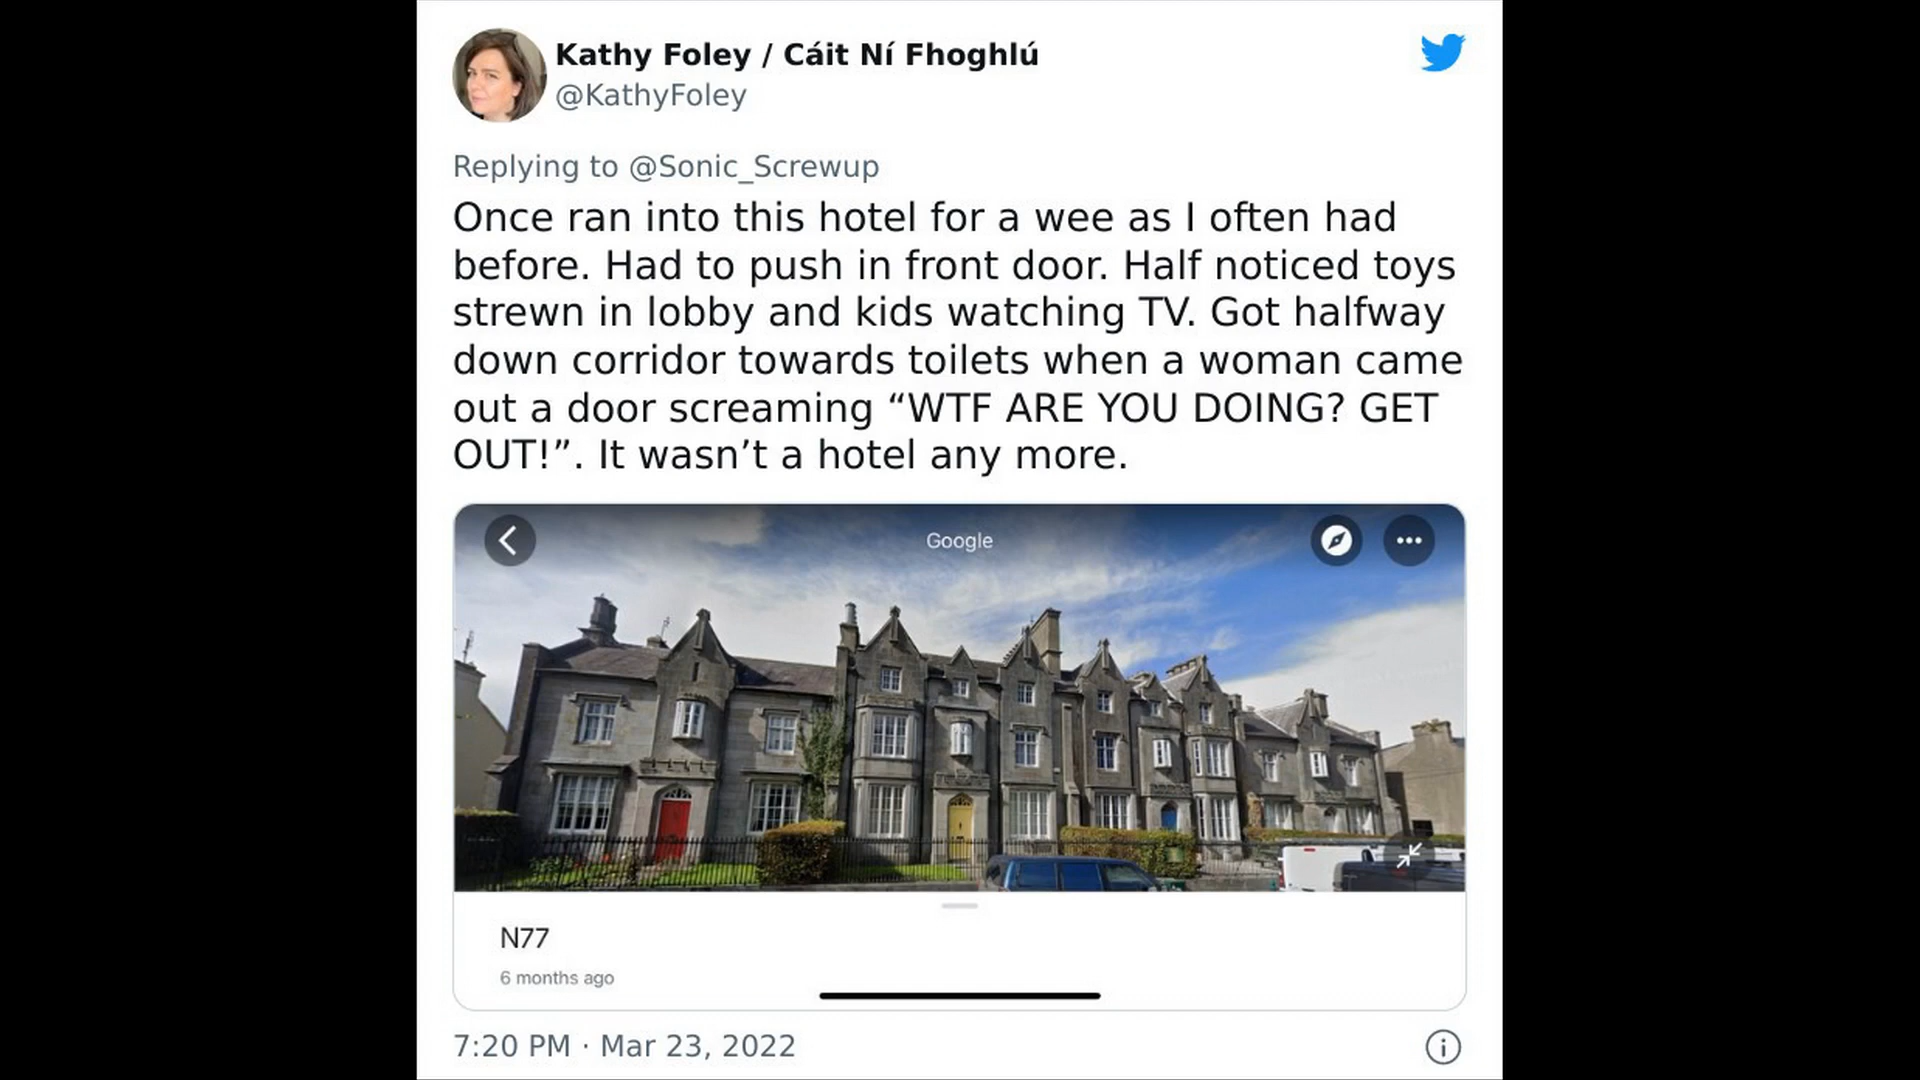 Kathy Foley / Cáit Ní Fhoghlú
@KathyFoley
Replying to @Sonic_Screwup
Once ran into this hotel for a wee as I often had
before. Had to push in front door. Half noticed toys
strewn in lobby and kids watching TV. Got halfway
down corridor towards toilets when a woman came
out a door screaming “WTF ARE YOU DOING? GET
OUT!”. It wasn’t a hotel any more.
Google
N77
6 months ago
7:20 PM · Mar 23, 2022